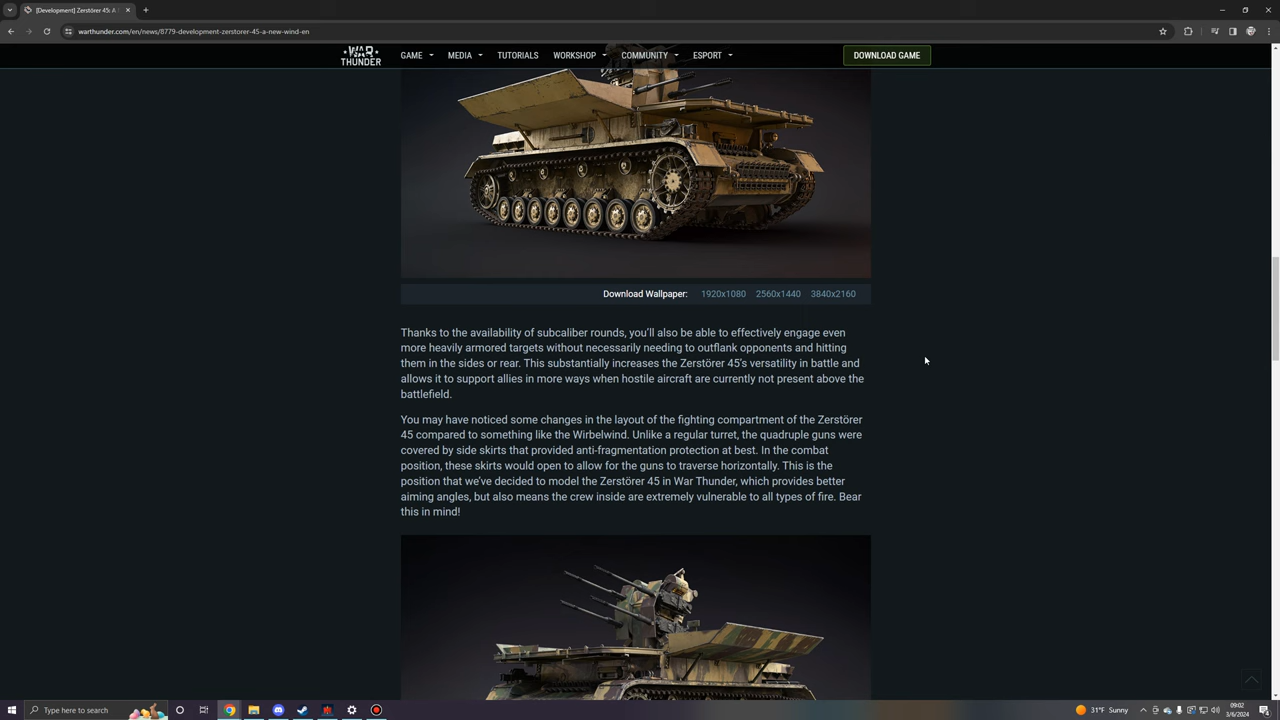 [Development] Zerstörer 45: A
warthunder.com/en/news/8779-development-zerstorer-45-a-new-wind-en
WAR THUNDER
GAME
MEDIA
TUTORIALS
WORKSHOP
COMMUNITY
ESPORT
DOWNLOAD GAME
Download Wallpaper: 1920x1080 2560x1440 3840x2160
Thanks to the availability of subcaliber rounds, you’ll also be able to effectively engage even
more heavily armored targets without necessarily needing to outflank opponents and hitting
them in the sides or rear. This substantially increases the Zerstörer 45’s versatility in battle and
allows it to support allies in more ways when hostile aircraft are currently not present above the
battlefield.
You may have noticed some changes in the layout of the fighting compartment of the Zerstörer
45 compared to something like the Wirbelwind. Unlike a regular turret, the quadruple guns were
covered by side skirts that provided anti-fragmentation protection at best. In the combat
position, these skirts would open to allow for the guns to traverse horizontally. This is the
position that we’ve decided to model the Zerstörer 45 in War Thunder, which provides better
aiming angles, but also means the crew inside are extremely vulnerable to all types of fire. Bear
this in mind!
Type here to search
31°F Sunny
09:02
3/6/2024